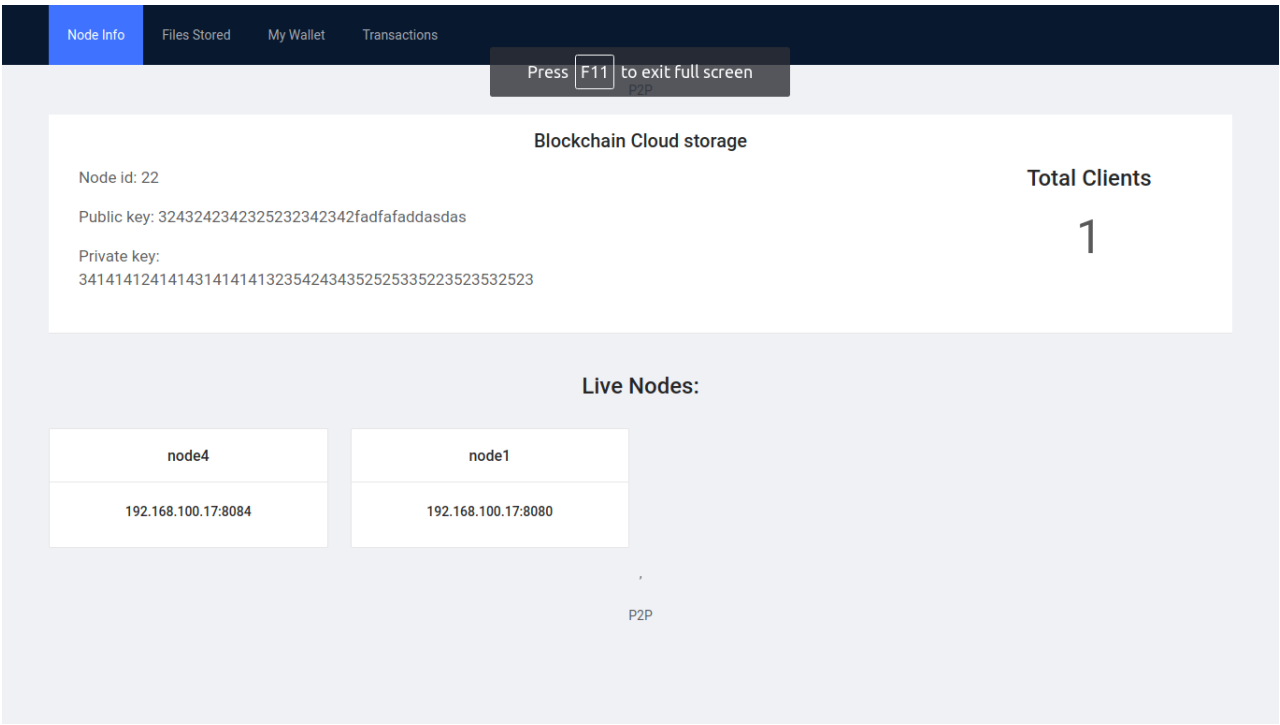 Node Info Files Stored My Wallet Transactions
Press F11 to exit full screen
P2P
Blockchain Cloud storage
Node id: 22
Total Clients
Public key: 3243242342325232342342fadfafaddasdas
1
Private key:
341414124141431414141323542434352525335223523532523
Live Nodes:
node4 node1
192.168.100.17:8084 192.168.100.17:8080
,
P2P